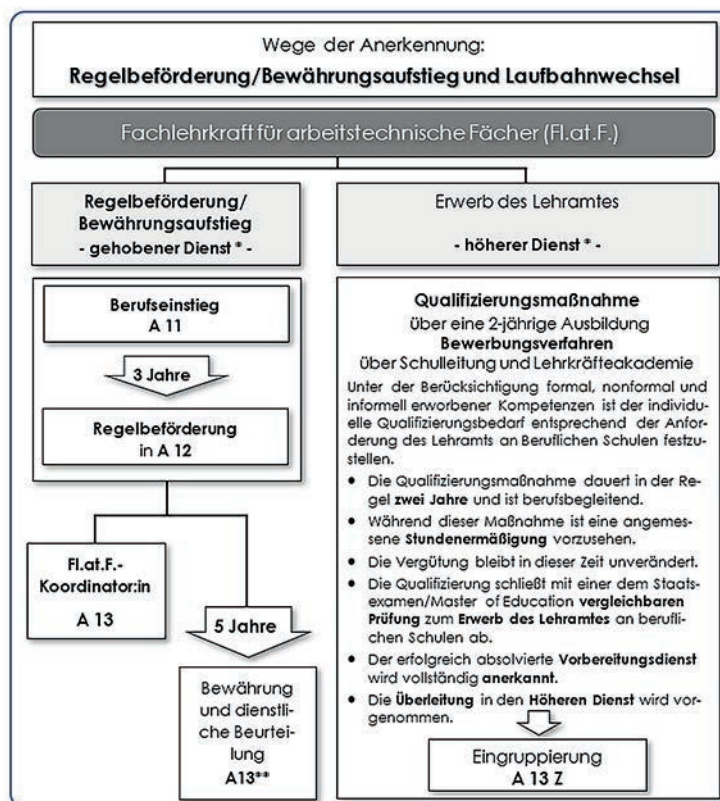 Wege der Anerkennung:
Regelbeförderung/Bewährungsaufstieg und Laufbahnwechsel
Fachlehrkraft für arbeitstechnische Fächer (Fl.at.F.)
Regelbeförderung/
Bewährungsaufstieg
- gehobener Dienst * -
Berufseinstieg
A 11
3 Jahre
Regelbeförderung
in A 12
Fl.at.F.-
Koordinator:in
A 13
5 Jahre
Bewährung
und dienstli-
che Beurtei-
lung
A13**
Erwerb des Lehramtes
- höherer Dienst * -
Qualifizierungsmaßnahme
über eine 2-jährige Ausbildung
Bewerbungsverfahren
über Schulleitung und Lehrkräfteakademie
Unter der Berücksichtigung formal, nonformal und
informell erworbener Kompetenzen ist der individu-
elle Qualifizierungsbedarf entsprechend der Anfor-
derung des Lehramts an Beruflichen Schulen festzu-
stellen.
• Die Qualifizierungsmaßnahme dauert in der Re-
gel zwei Jahre und ist berufsbegleitend.
• Während dieser Maßnahme ist eine angemes-
sene Stundenermäßigung vorzusehen.
• Die Vergütung bleibt in dieser Zeit unverändert.
• Die Qualifizierung schließt mit einer dem Staats-
examen/Master of Education vergleichbaren
Prüfung zum Erwerb des Lehramtes an berufli-
chen Schulen ab.
• Der erfolgreich absolvierte Vorbereitungsdienst
wird vollständig anerkannt.
• Die Überleitung in den Höheren Dienst wird vor-
genommen.
Eingruppierung
A 13 Z